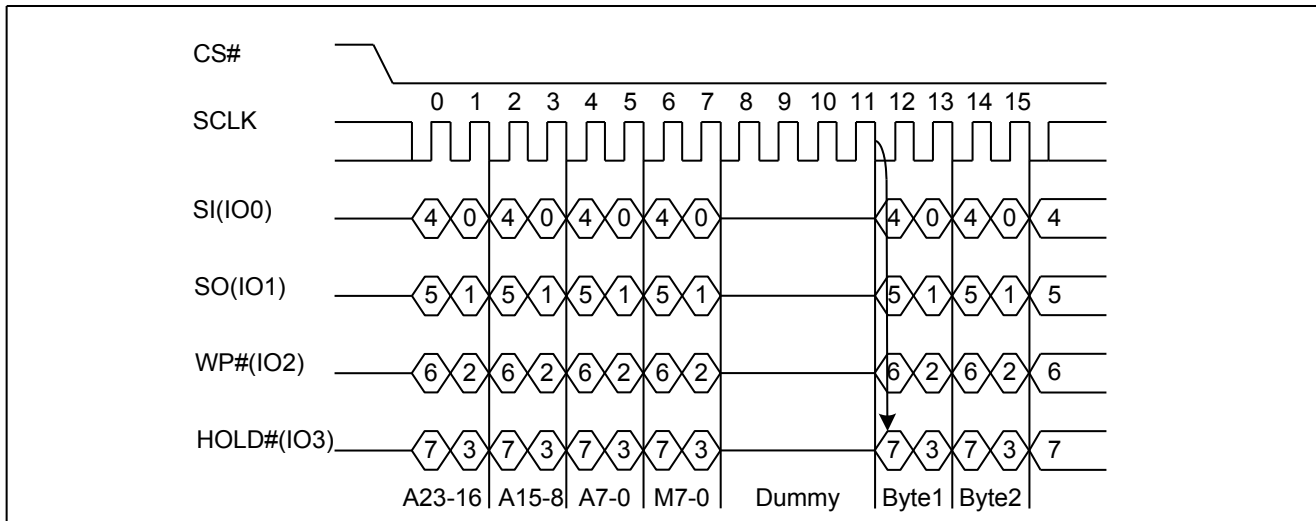 CS#
0 1 2 3 4 5 6 7 8 9 10 11 12 13 14 15
SCLK
SI(IO0) 4 0 4 0 4 0 4 0 4 0 4 0 4
SO(IO1) 5 1 5 1 5 1 5 1 5 1 5 1 5
WP#(IO2) 6 2 6 2 6 2 6 2 6 2 6 2 6
HOLD#(IO3) 7 3 7 3 7 3 7 3 7 3 7 3 7
A23-16 A15-8 A7-0 M7-0 Dummy Byte1 Byte2